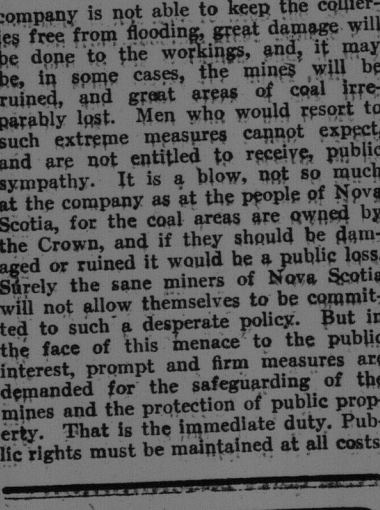 company is not able to keep the collier-
ies free from flooding, great damage will
be done to the workings, and, it may
be, in some cases, the mines will be
ruined, and great areas of coal irre-
parably lost. Men who would resort to
such extreme measures cannot expect,
and are not entitled to receive, public
sympathy. It is a blow, not so much
at the company as at the people of Nova
Scotia, for the coal areas are owned by
the Crown, and if they should be dam-
aged or ruined it would be a public loss.
Surely the sane miners of Nova Scotia
will not allow themselves to be commit-
ted to such a desperate policy. But in
the face of this menace to the public
interest, prompt and firm measures are
demanded for the safeguarding of the
mines and the protection of public prop-
erty. That is the immediate duty. Pub-
lic rights must be maintained at all costs